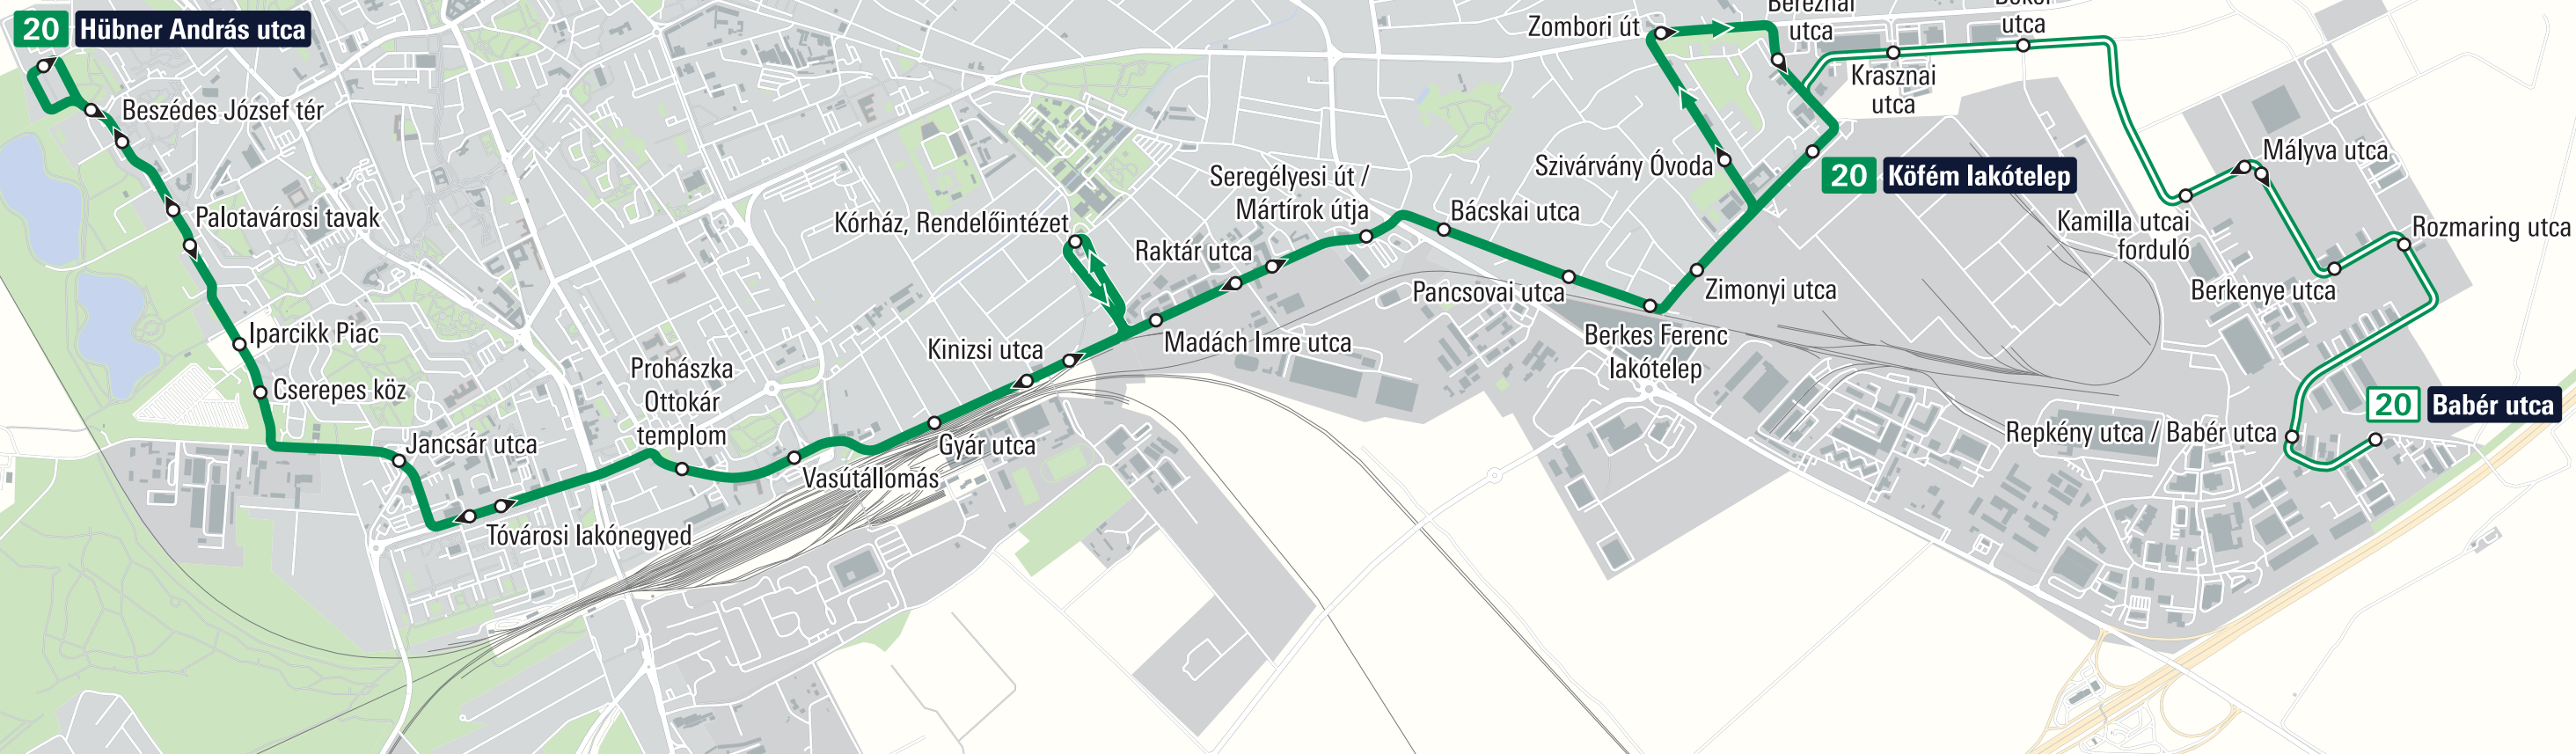 20 Hübner András utca
Beszédes József tér
Palotavárosi tavak
Iparcikk Piac
Cserepes köz
Jancsár utca
Tóvárosi lakónegyed
Prohászka
Ottokár
templom
Vasútállomás
Gyár utca
Kinizsi utca
Kórház, Rendelőintézet
Madách Imre utca
Raktár utca
Seregélyesi út /
Mártírok útja
Bácskai utca
Pancsovai utca
Berkes Ferenc
lakótelep
Zimonyi utca
Szivárvány Óvoda
Zombori út
Bereznai
utca
20 Köfém lakótelep
Krasznai
utca
utca
Kamilla utcai
forduló
Mályva utca
Berkenye utca
Rozmaring utca
Repkény utca / Babér utca
20 Babér utca